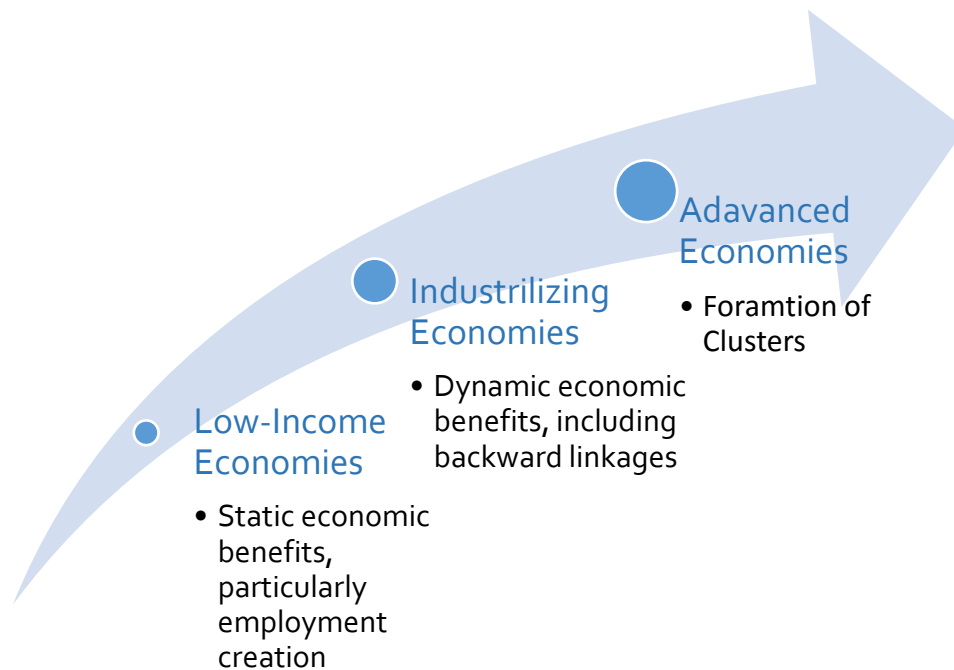 Low-Income
Economies
• Static economic
benefits,
particularly
employment
creation
Industrilizing
Economies
• Dynamic economic
benefits, including
backward linkages
Adavanced
Economies
• Foramtion of
Clusters